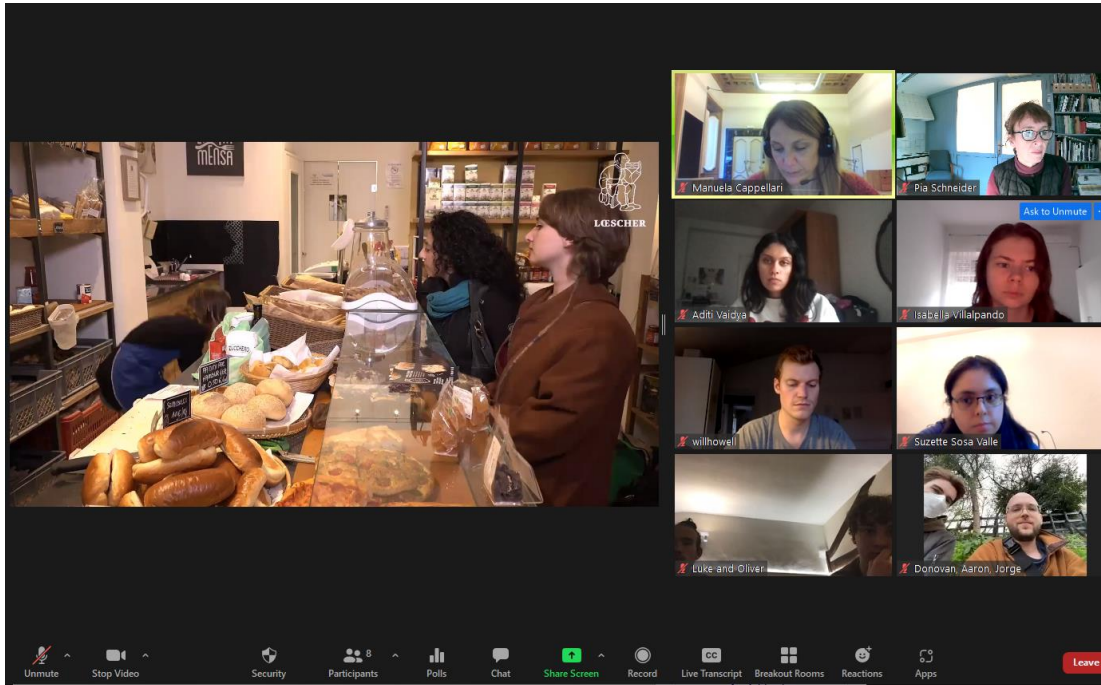 MENSA
LŒSCHER
ZUCCHERO
Manuela Cappellari
Pia Schneider
Ask to Unmute
Aditi Vaidya
Isabella Villalpando
willhowell
Suzette Sosa Valle
Luke and Oliver
Donovan, Aaron, Jorge
Unmute
Stop Video
Security
8
Participants
Polls
Chat
Share Screen
Record
CC
Live Transcript
Breakout Rooms
Reactions
Apps
Leave